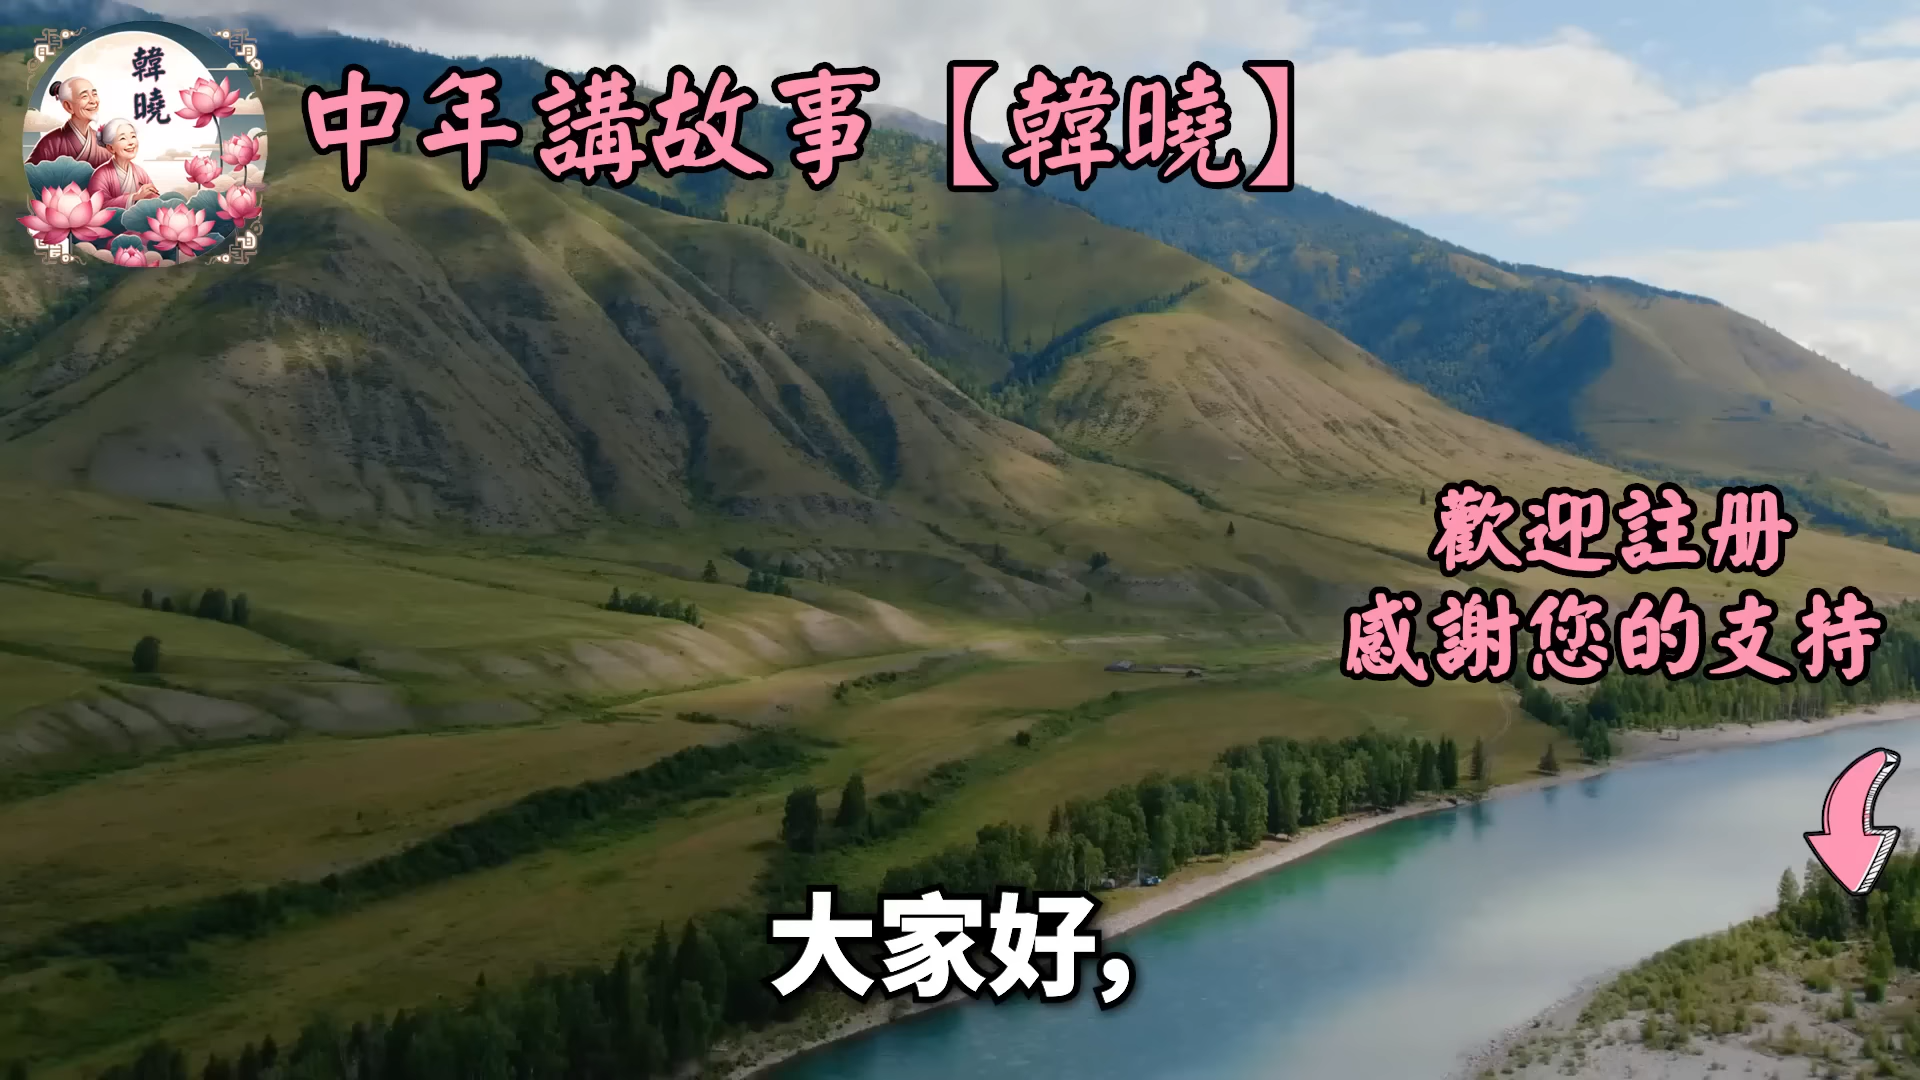 韓
曉
中年講故事【韓曉】
歡迎註册
感謝您的支持
大家好,